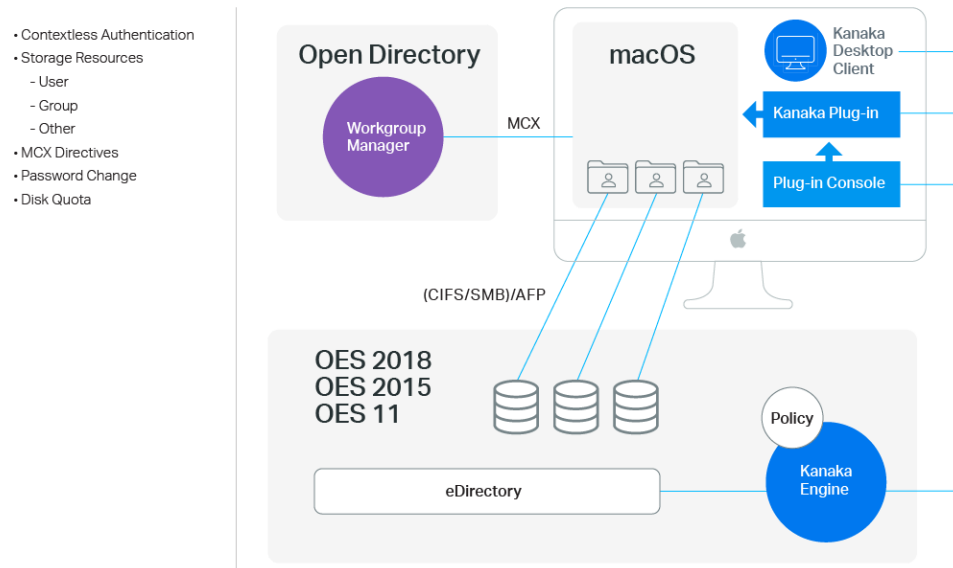 • Contextless Authentication
• Storage Resources
- User
- Group
- Other
• MCX Directives
• Password Change
• Disk Quota
Open Directory
Workgroup
Manager
MCX
macOS
Kanaka
Desktop
Client
Kanaka Plug-in
Plug-in Console
(CIFS/SMB)/AFP
OES 2018
OES 2015
OES 11
Policy
Kanaka
Engine
eDirectory